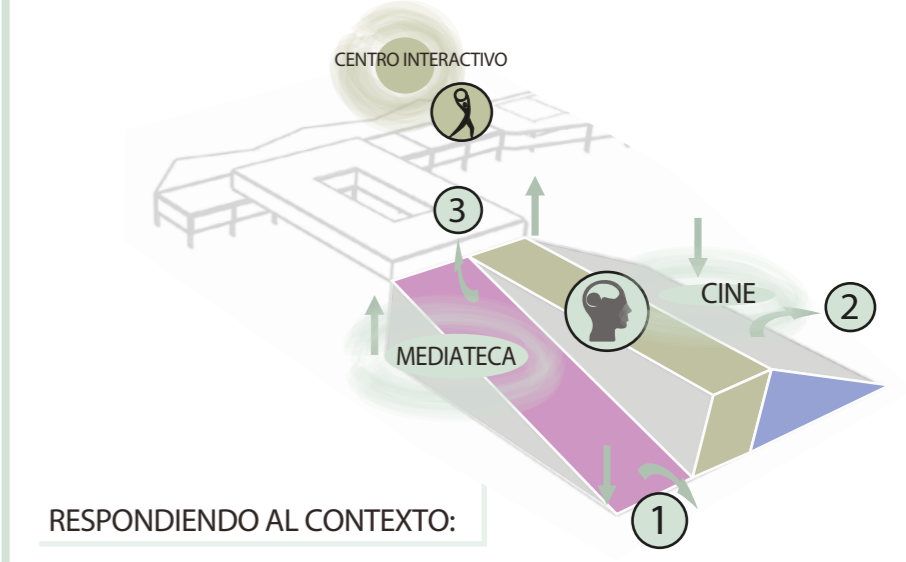 CENTRO INTERACTIVO
3
CINE
2
MEDIATECA
1
RESPONDIENDO AL CONTEXTO: